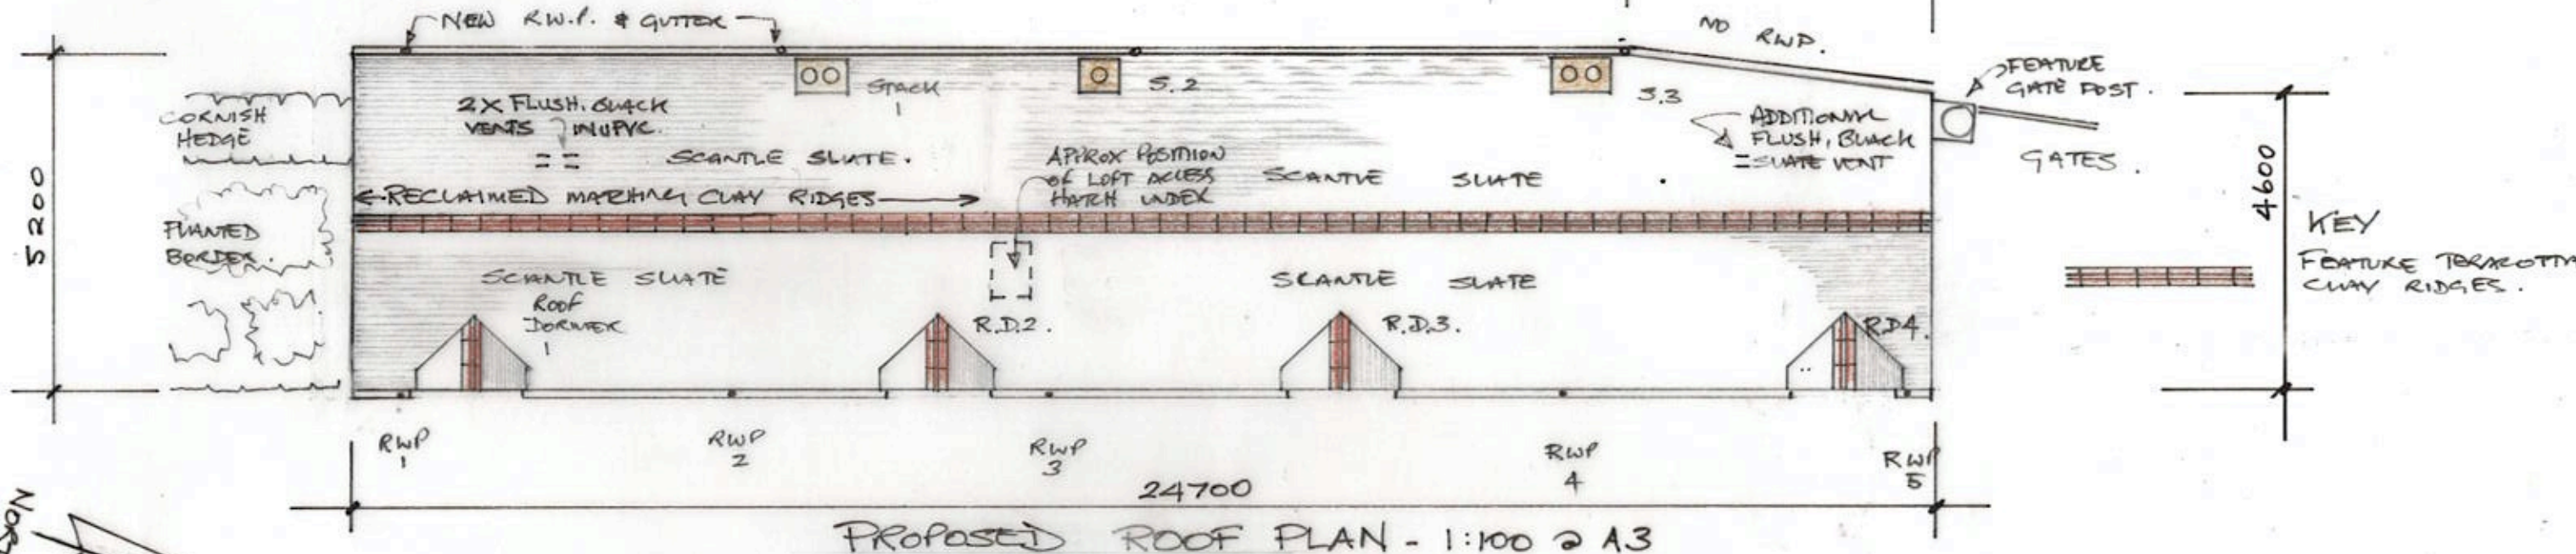 NEW R.W.P. & GUTTER
NO RWP.
FEATURE
GATE POST.
CORNISH
HEDGE
2X FLUSH, BLACK
VENTS IN UPVC.
STACK
1
S.2
S.3
ADDITIONAL
FLUSH, BLACK
= SLATE VENT
GATES.
SCANTLE SLATE.
APPROX POSITION
OF LOFT ACCESS
HATCH INDEX
SCANTLE SLATE
RECLAIMED MATCHING CLAY RIDGES
5200
4600
PLANTED
BORDER.
KEY
FEATURE TERACOTTA
CLAY RIDGES.
SCANTLE SLATE
SCANTLE SLATE
ROOF
DORMER
1
R.D.2.
R.D.3.
R.D4.
RWP
1
RWP
2
RWP
3
RWP
4
RWP
5
24700
PROPOSED ROOF PLAN - 1:100 @ A3